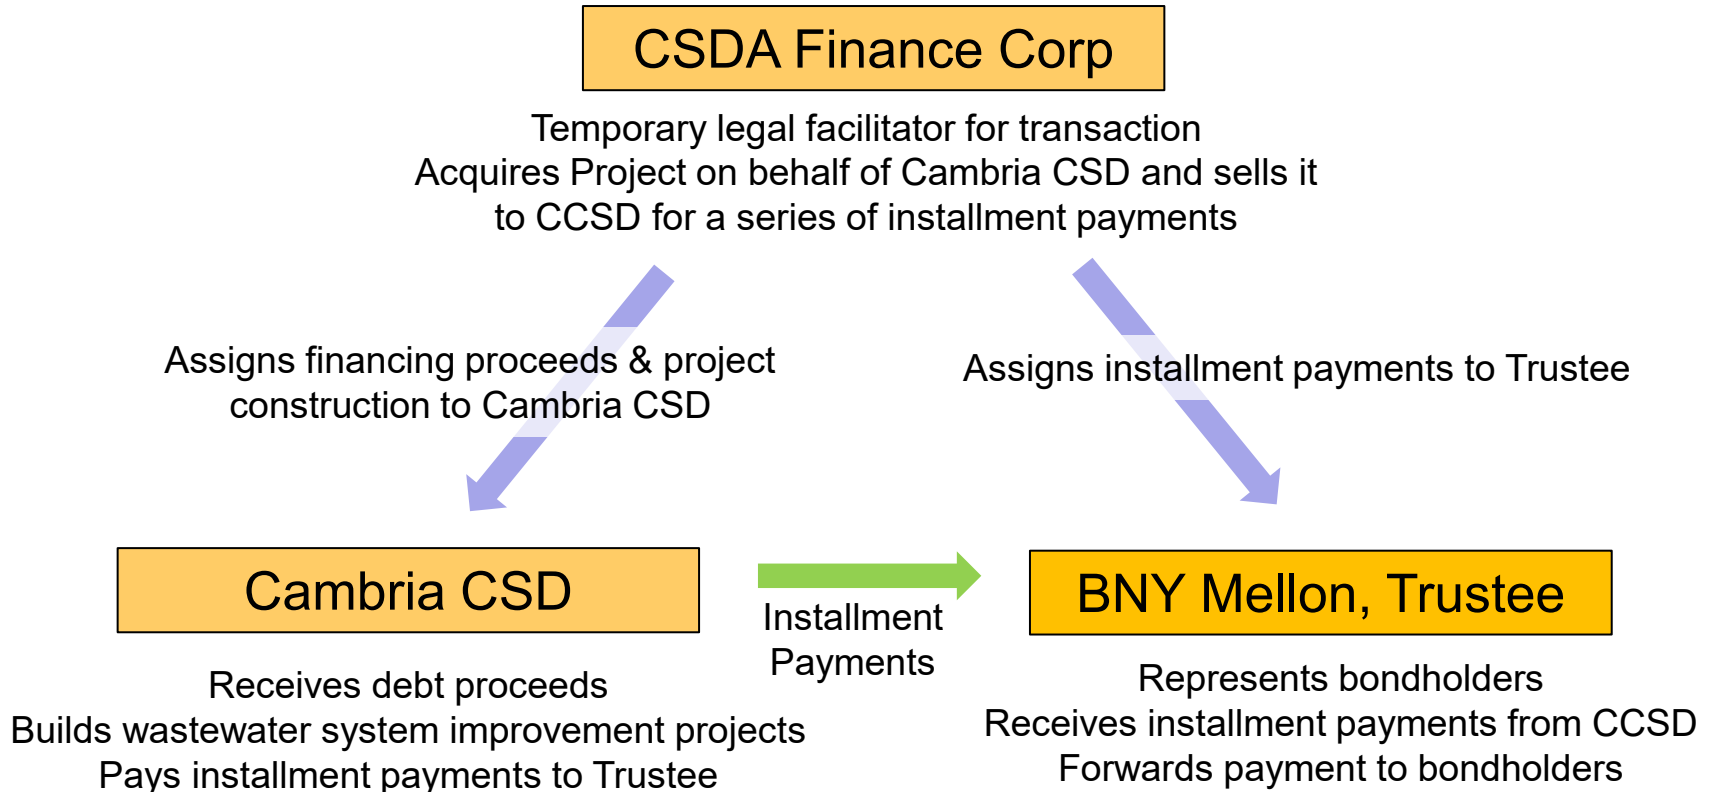 CSDA Finance Corp
Temporary legal facilitator for transaction
Acquires Project on behalf of Cambria CSD and sells it
to CCSD for a series of installment payments
Assigns financing proceeds & project
construction to Cambria CSD
Assigns installment payments to Trustee
Cambria CSD
Installment
Payments
BNY Mellon, Trustee
Receives debt proceeds
Builds wastewater system improvement projects
Pays installment payments to Trustee
Represents bondholders
Receives installment payments from CCSD
Forwards payment to bondholders